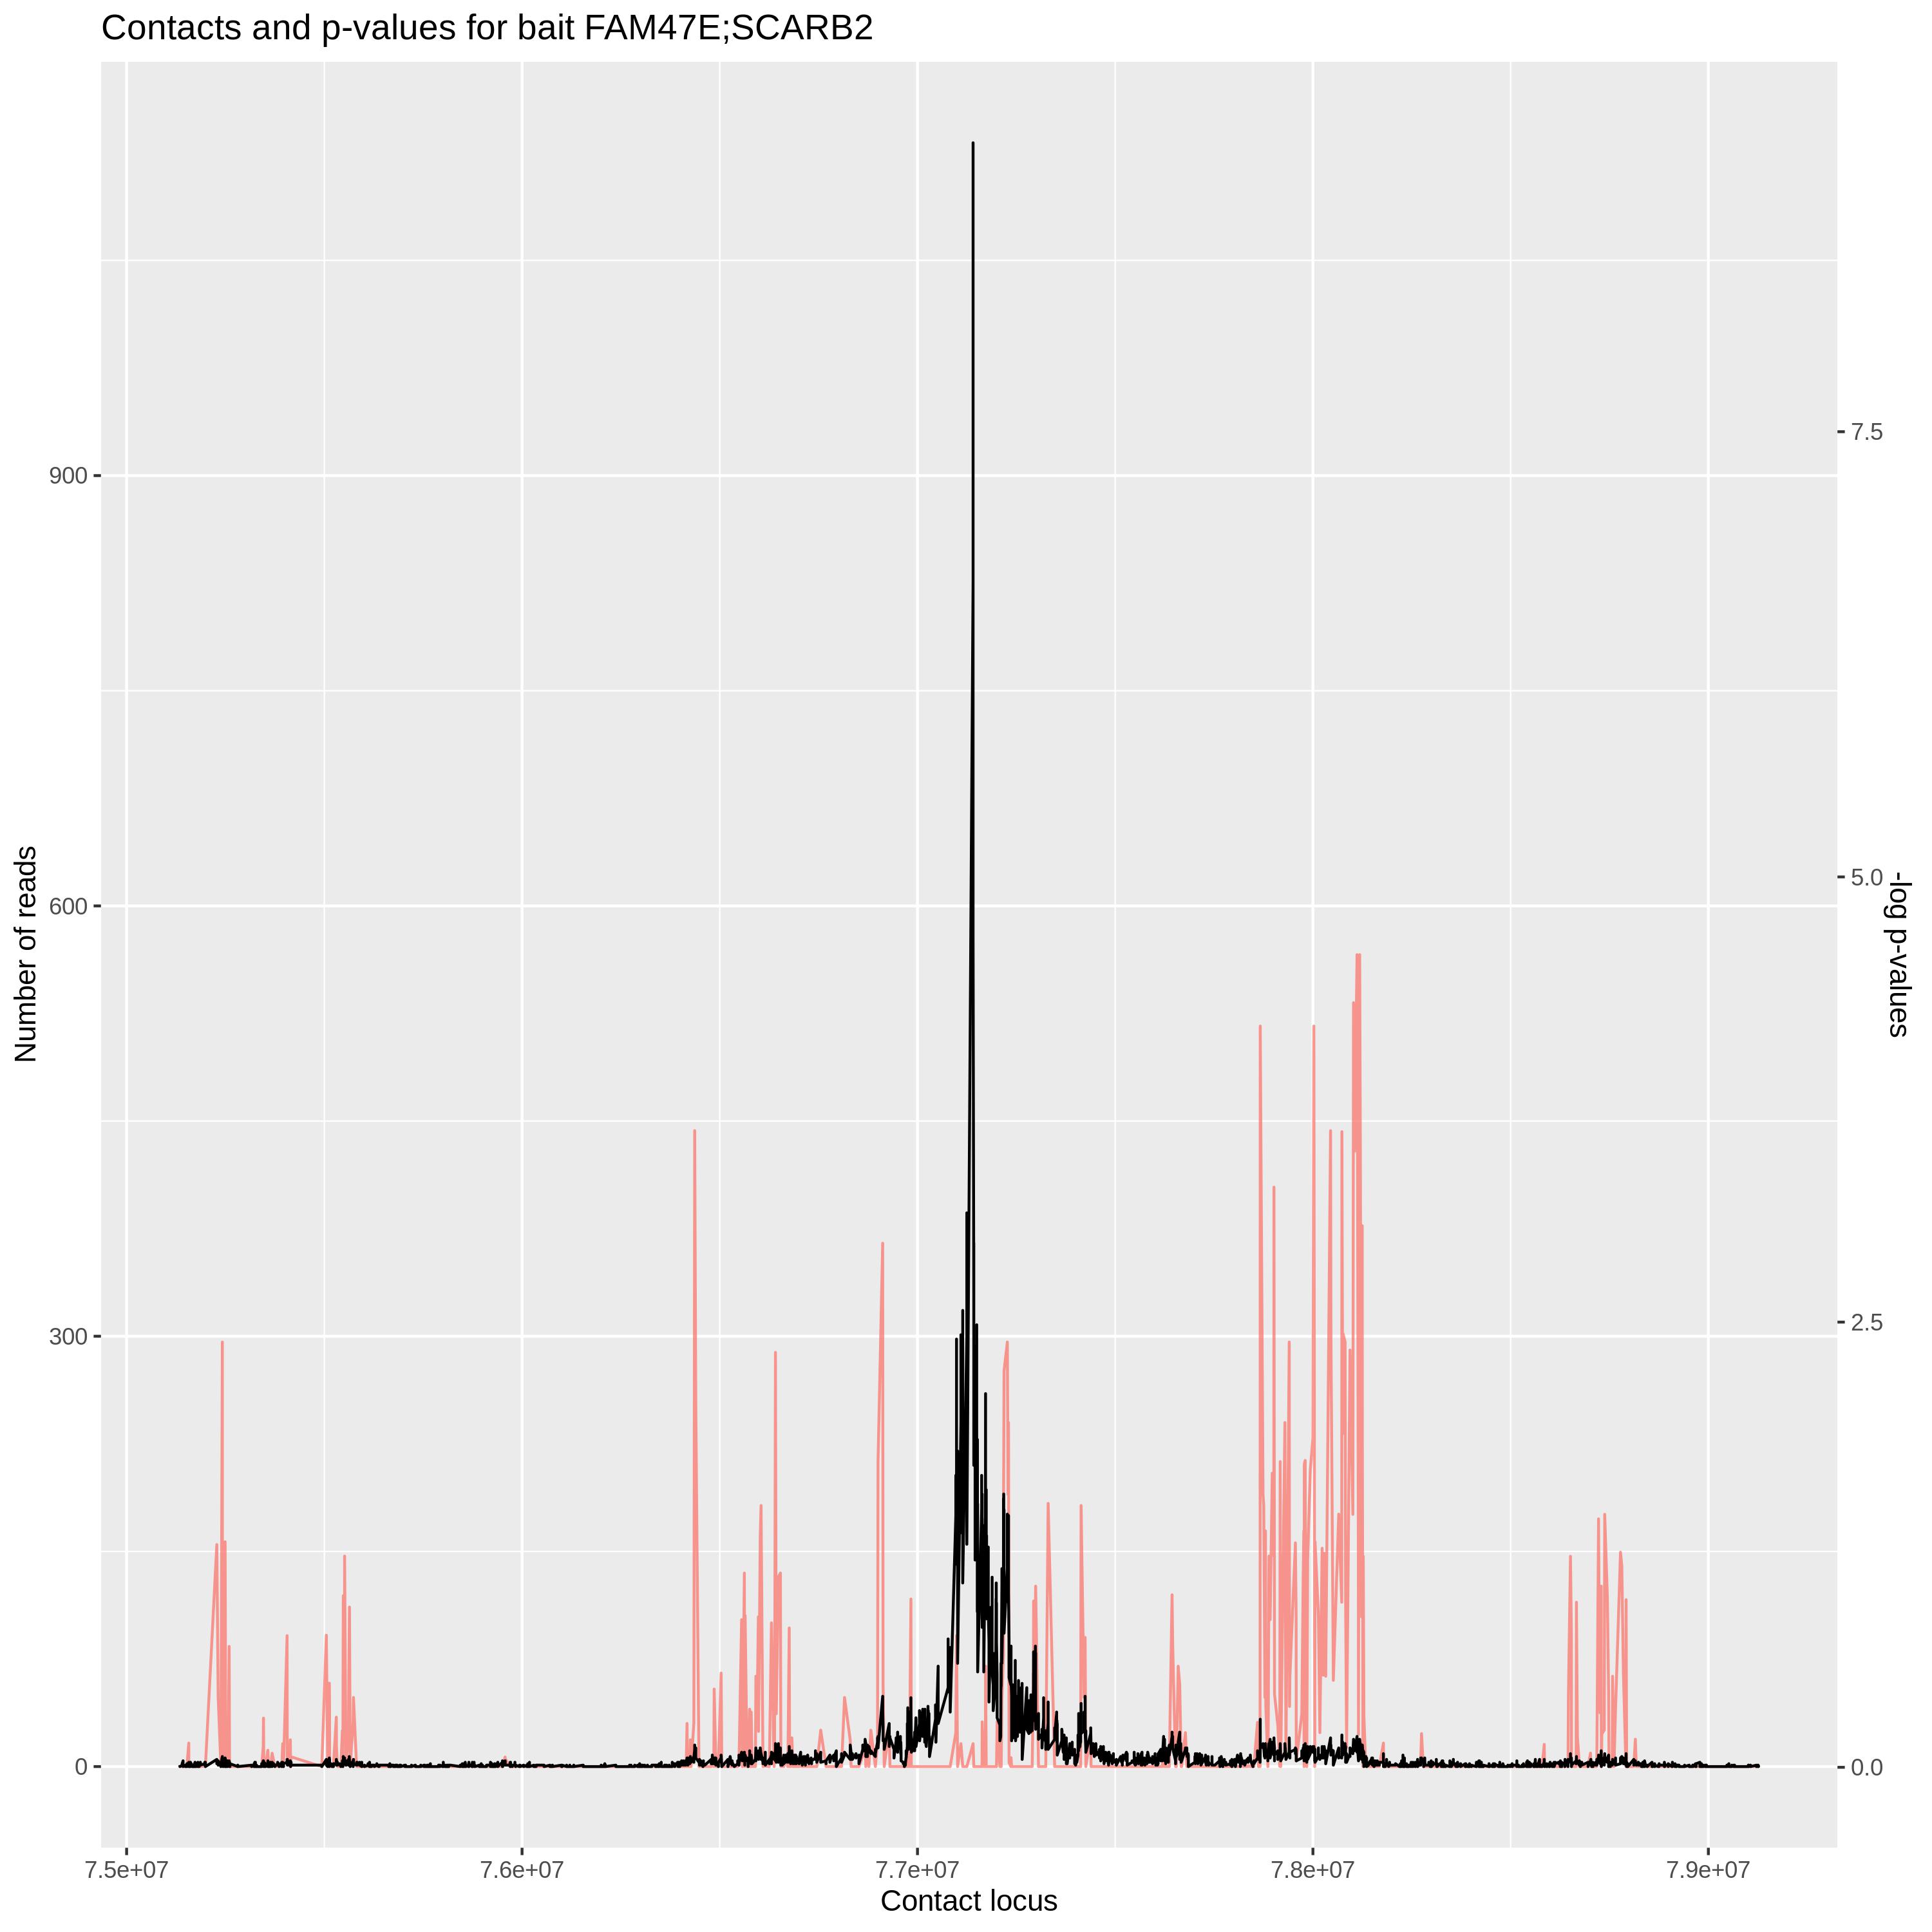 Contacts and p-values for bait FAM47E;SCARB2
Number of reads
900
600
300
0
7.5
5.0
2.5
0.0
-log p-values
7.5e+07
7.6e+07
7.7e+07
7.8e+07
7.9e+07
Contact locus